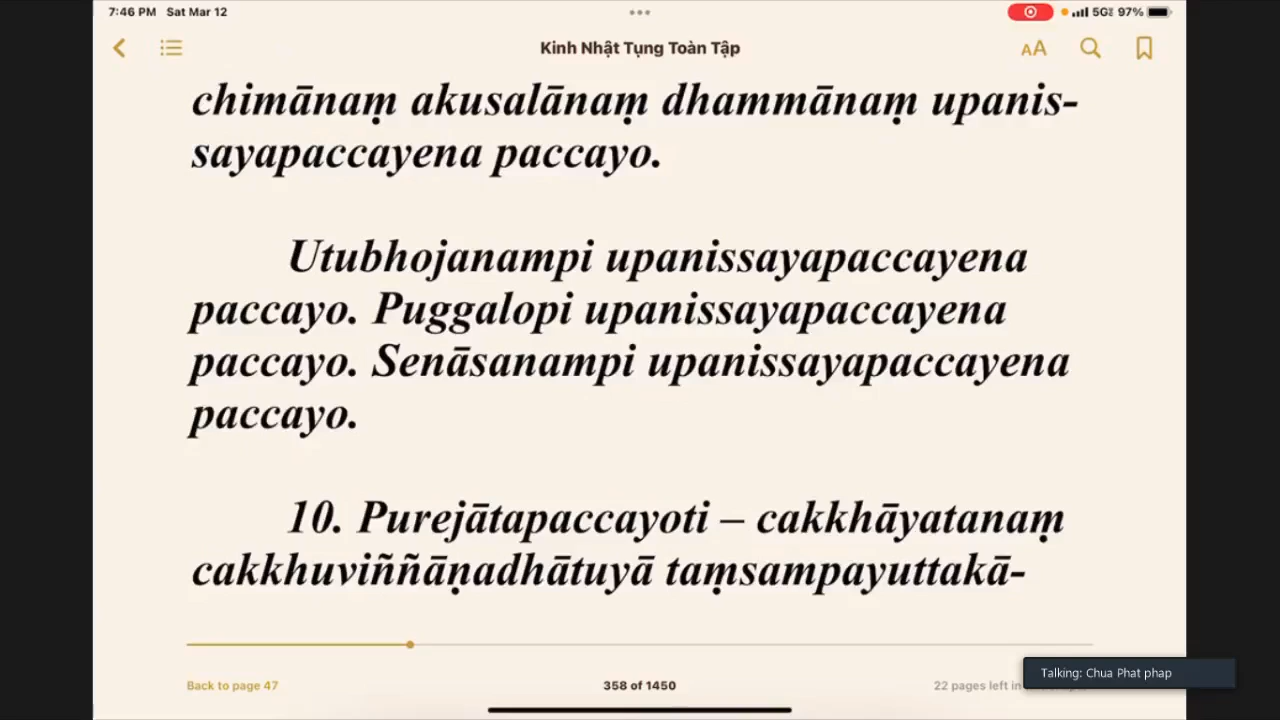 7:46 PM Sat Mar 12
5G 97%
Kinh Nhật Tụng Toàn Tập
AA
chimānaṃ akusalānaṃ dhammānaṃ upanis-
sayapaccayena paccayo.
Utubhojanampi upanissayapaccayena
paccayo. Puggalopi upanissayapaccayena
paccayo. Senāsanampi upanissayapaccayena
paccayo.
10. Purejātapaccayoti – cakkhāyatanaṃ
cakkhuviññāṇadhātuyā taṃsampayuttakā-
Talking: Chua Phat phap
Back to page 47
358 of 1450
22 pages left in